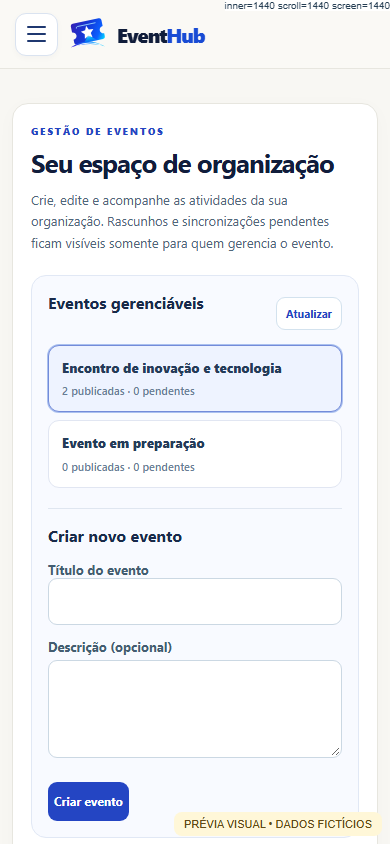 inner=1440 scroll=1440 screen=1440
EventHub
GESTÃO DE EVENTOS
Seu espaço de organização
Crie, edite e acompanhe as atividades da sua
organização. Rascunhos e sincronizações pendentes
ficam visíveis somente para quem gerencia o evento.
Eventos gerenciáveis
Atualizar
Encontro de inovação e tecnologia
2 publicadas · 0 pendentes
Evento em preparação
0 publicadas · 0 pendentes
Criar novo evento
Título do evento
Descrição (opcional)
Criar evento
PRÉVIA VISUAL • DADOS FICTÍCIOS